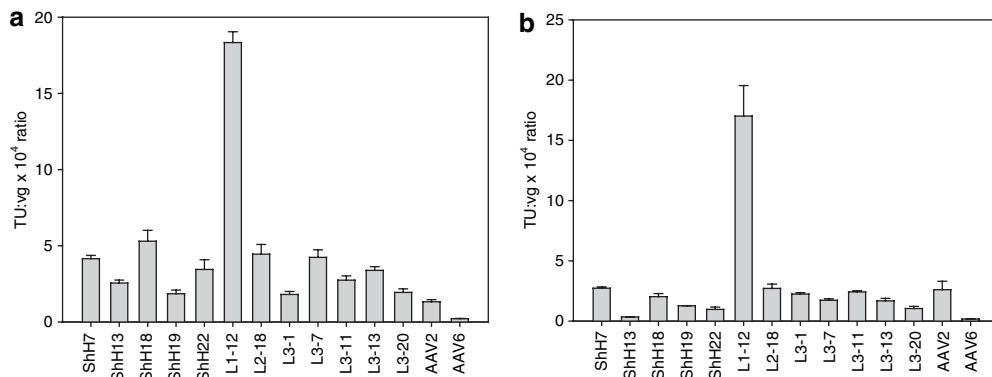 a
20
15
10
5
0
TU:vg x 10⁴ ratio
ShH7
ShH13
ShH18
ShH19
ShH22
L1-12
L2-18
L3-1
L3-7
L3-11
L3-13
L3-20
AAV2
AAV6
b
25
20
15
10
5
0
TU:vg x 10⁴ ratio
ShH7
ShH13
ShH18
ShH19
ShH22
L1-12
L2-18
L3-1
L3-7
L3-11
L3-13
L3-20
AAV2
AAV6